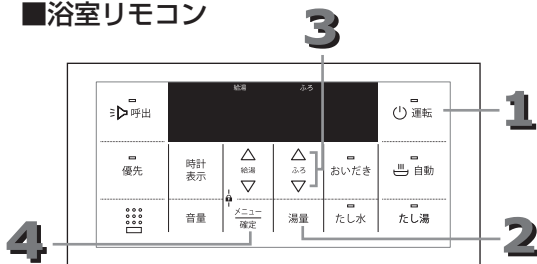 ■浴室リモコン
3
給湯 ふろ
呼出
運転
1
優先
時計
表示
給湯
ふろ
おいだき
自動
音量
メニュー
確定
湯量
たし水
たし湯
4
2